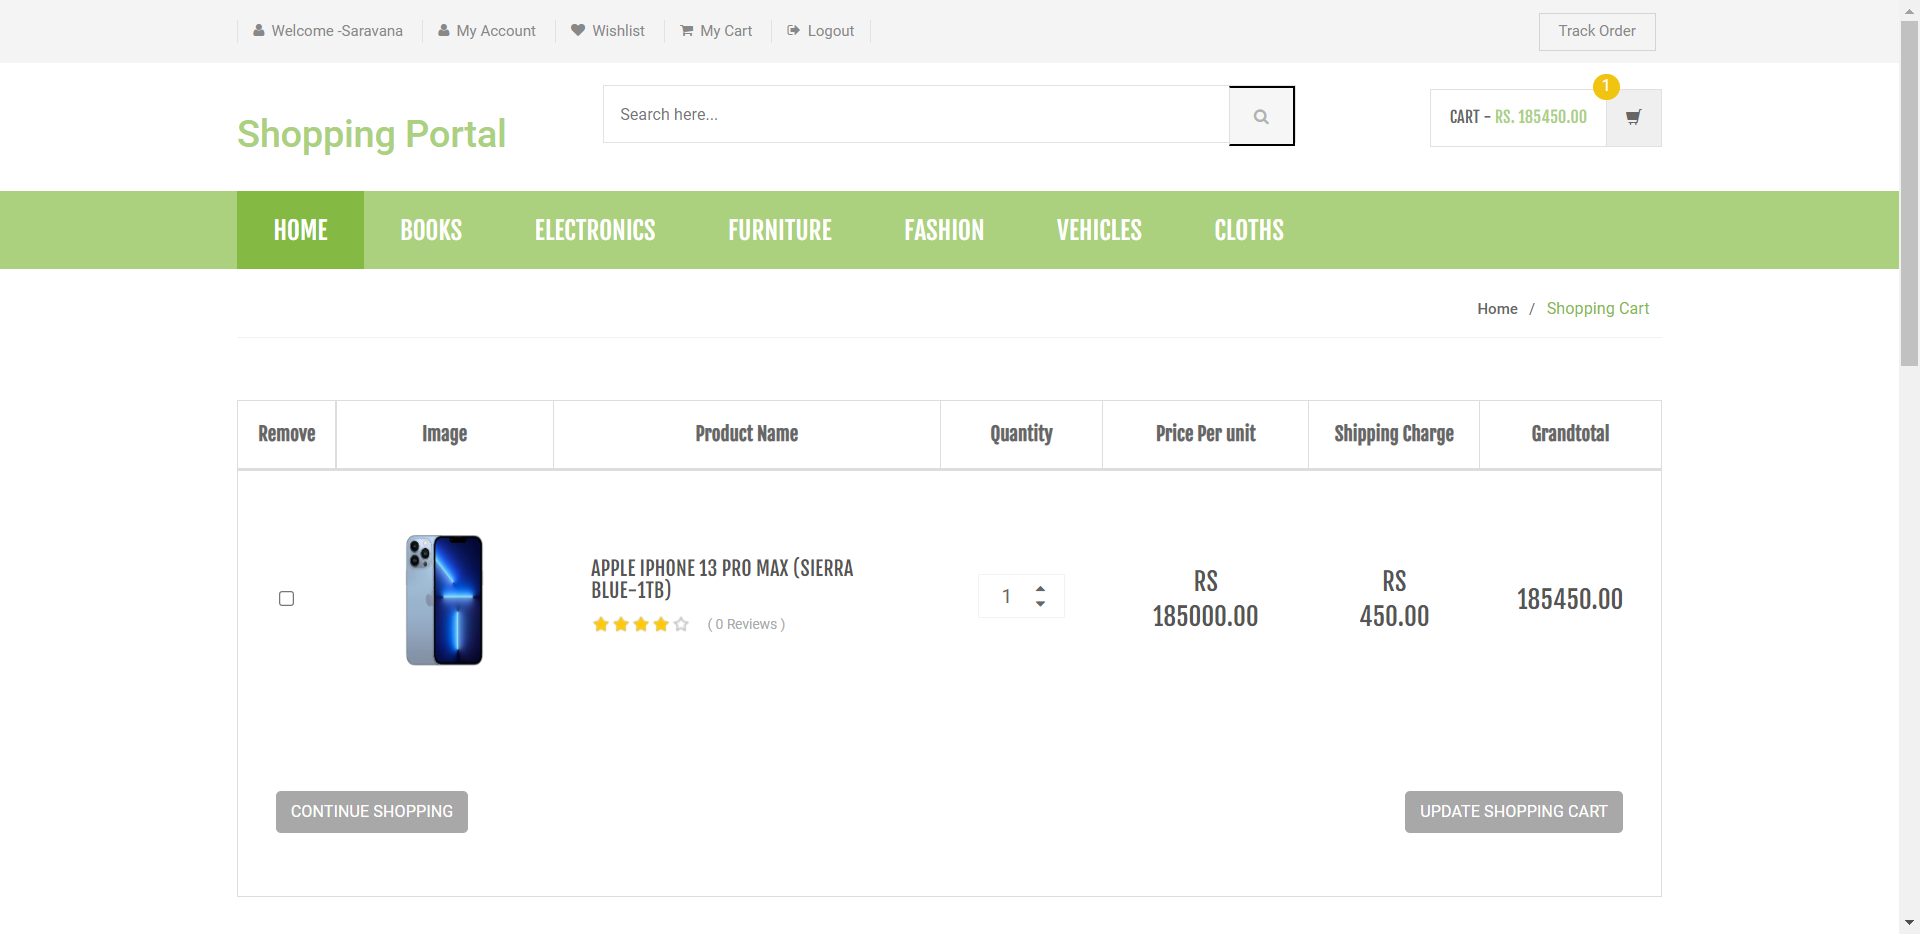 Welcome -Saravana
My Account
Wishlist
My Cart
Logout
Track Order
Shopping Portal
Search here...
CART - RS. 185450.00
1
HOME
BOOKS
ELECTRONICS
FURNITURE
FASHION
VEHICLES
CLOTHS
Home / Shopping Cart
Remove
Image
Product Name
Quantity
Price Per unit
Shipping Charge
Grandtotal
APPLE IPHONE 13 PRO MAX (SIERRA
BLUE-1TB)
( 0 Reviews )
1
RS
185000.00
RS
450.00
185450.00
CONTINUE SHOPPING
UPDATE SHOPPING CART